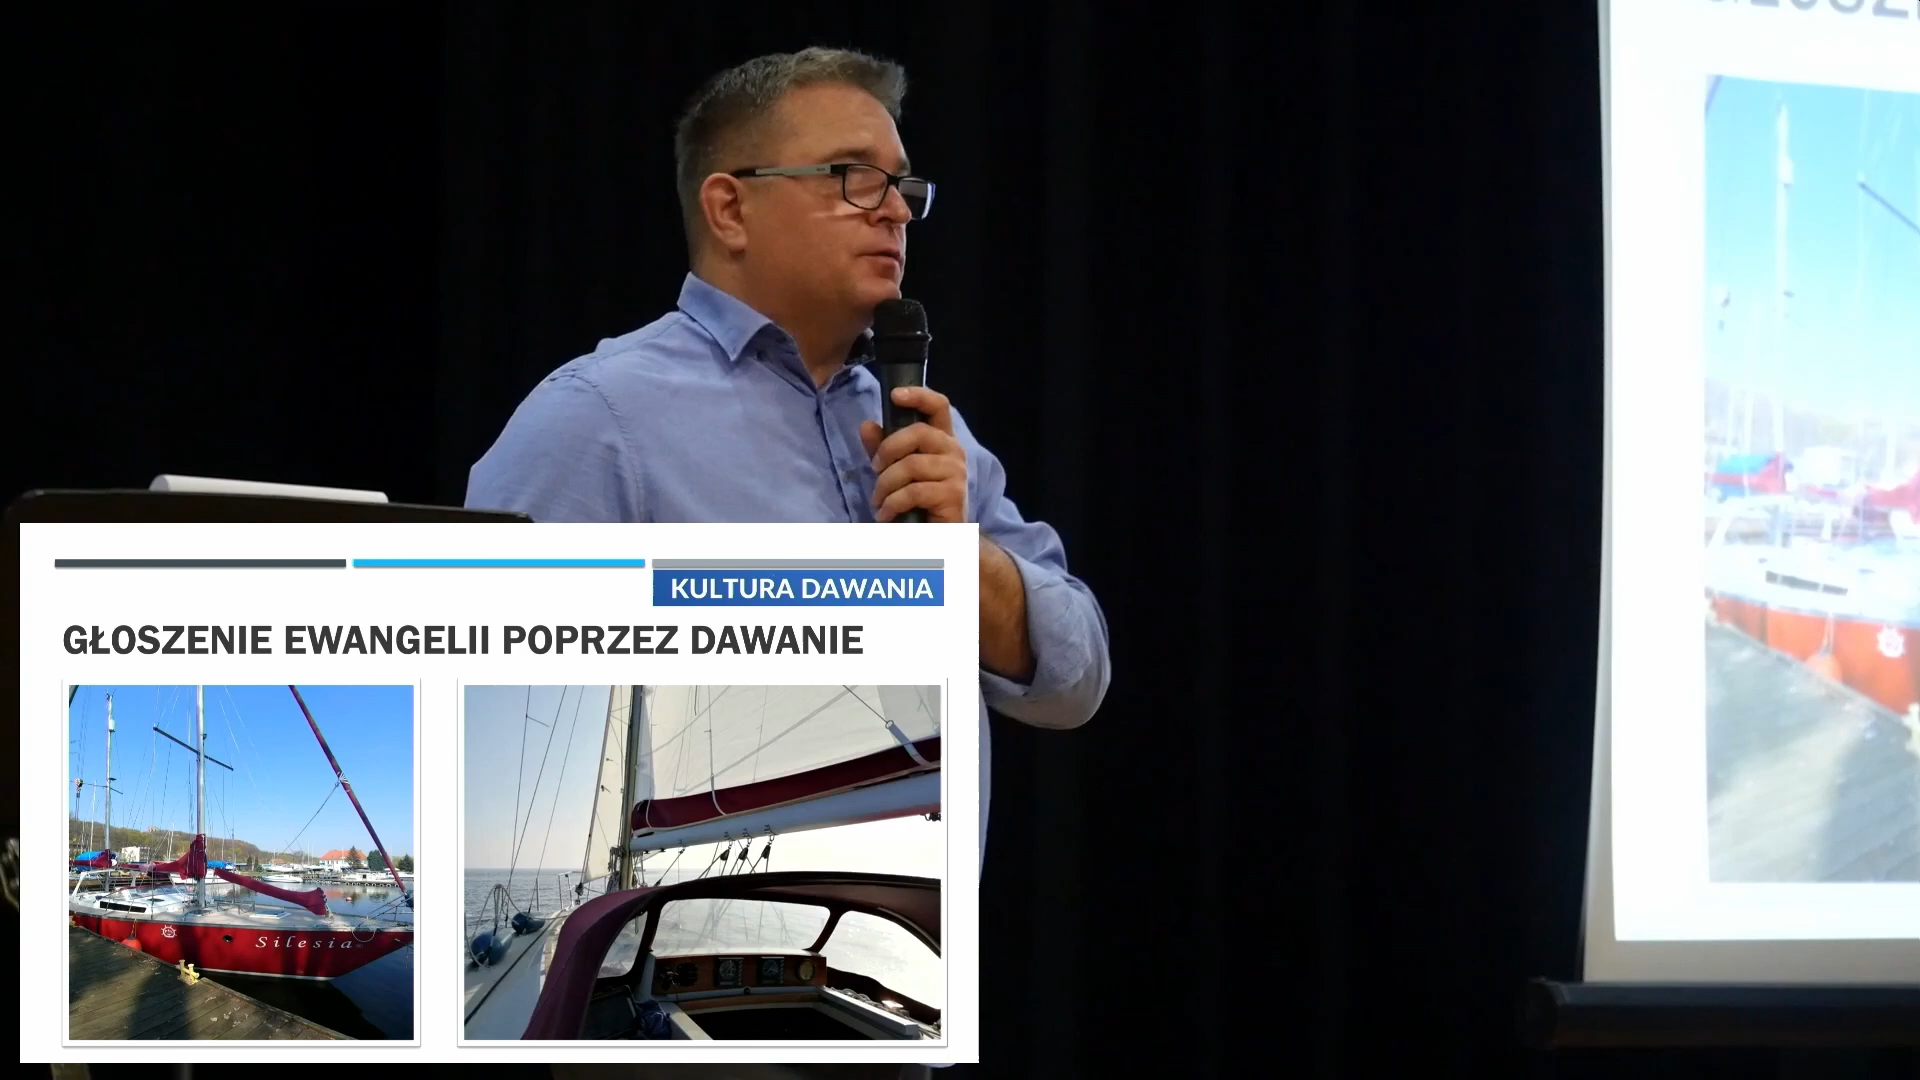 KULTURA DAWANIA
GŁOSZENIE EWANGELII POPRZEZ DAWANIE
Silesia